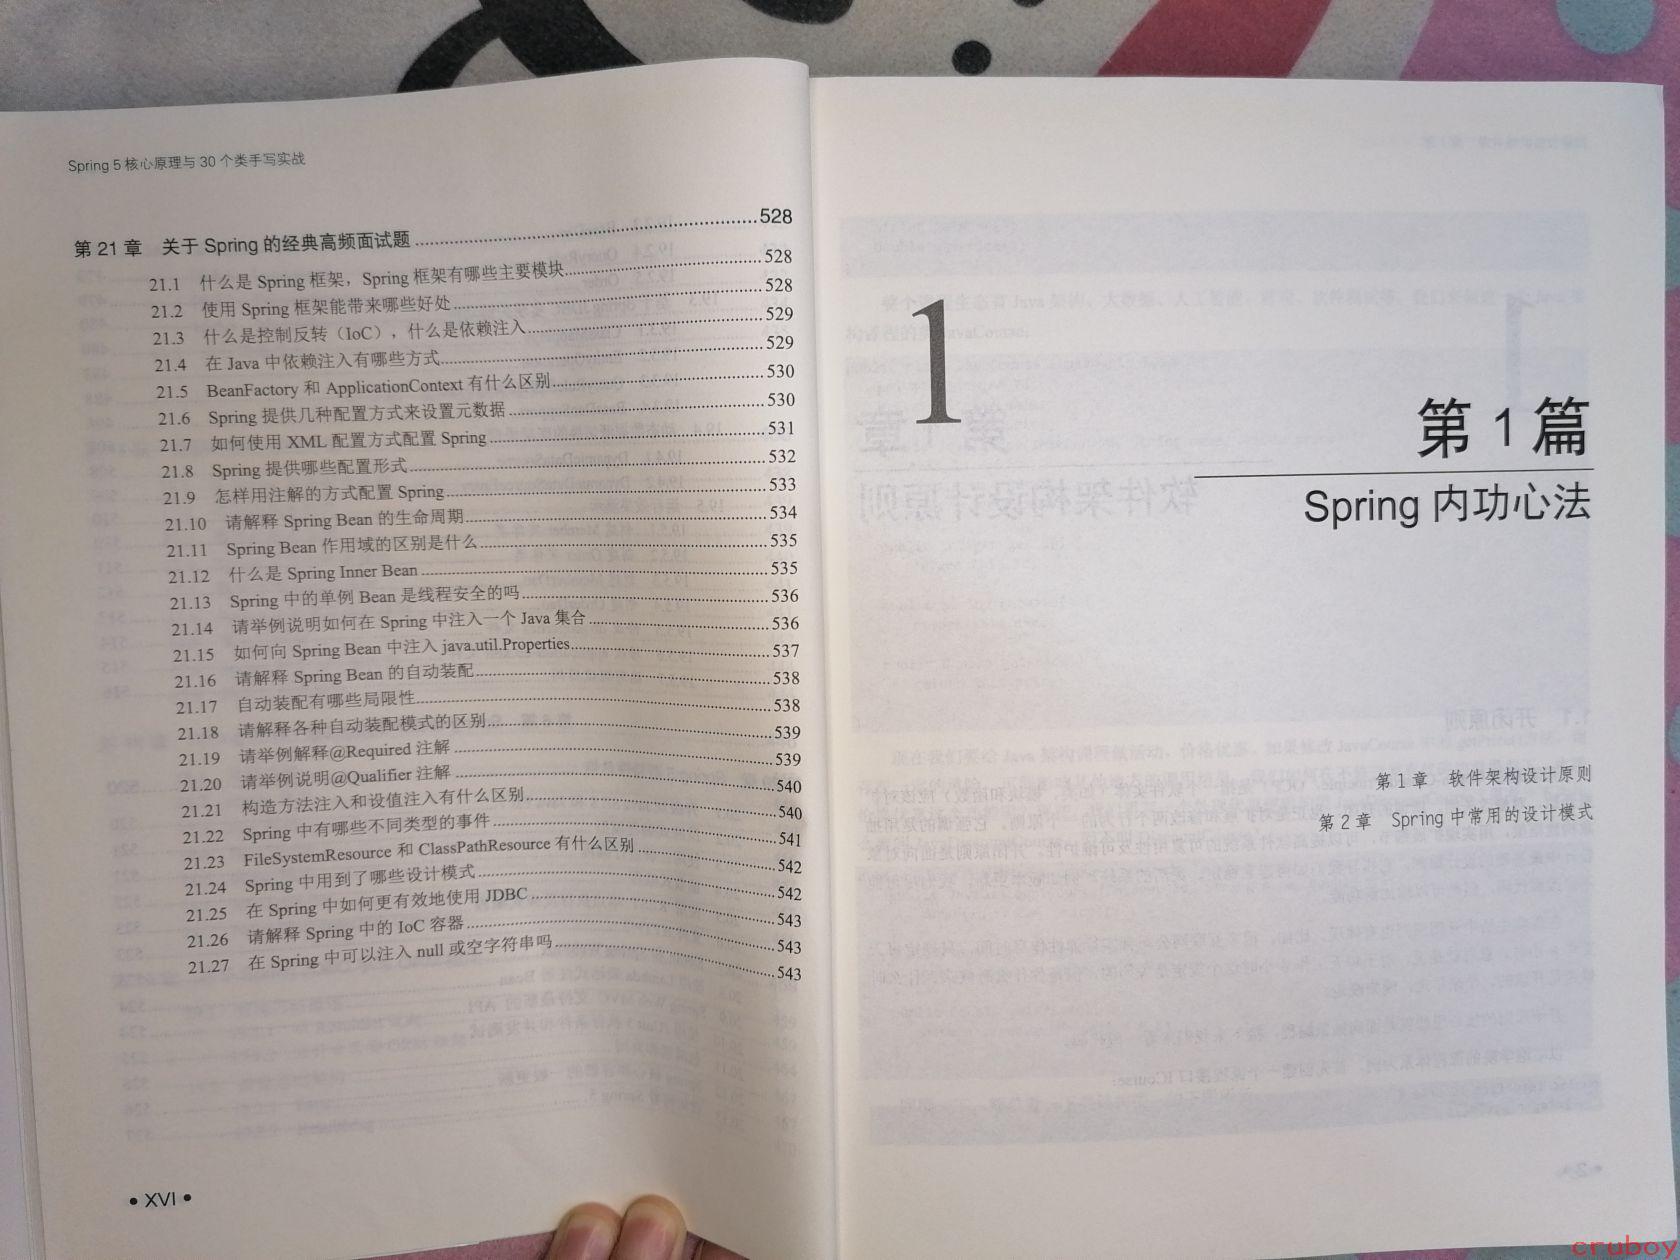 Spring 5 核心原理与 30 个类手写实战
第 21 章 关于 Spring 的经典高频面试题 528
21.1 什么是 Spring 框架，Spring 框架有哪些主要模块 528
21.2 使用 Spring 框架能带来哪些好处 528
21.3 什么是控制反转（IoC），什么是依赖注入 529
21.4 在 Java 中依赖注入有哪些方式 529
21.5 BeanFactory 和 ApplicationContext 有什么区别 530
21.6 Spring 提供几种配置方式来设置元数据 530
21.7 如何使用 XML 配置方式配置 Spring 531
21.8 Spring 提供哪些配置形式 532
21.9 怎样用注解的方式配置 Spring 533
21.10 请解释 Spring Bean 的生命周期 534
21.11 Spring Bean 作用域的区别是什么 535
21.12 什么是 Spring Inner Bean 535
21.13 Spring 中的单例 Bean 是线程安全的吗 536
21.14 请举例说明如何在 Spring 中注入一个 Java 集合 536
21.15 如何向 Spring Bean 中注入 java.util.Properties 537
21.16 请解释 Spring Bean 的自动装配 538
21.17 自动装配有哪些局限性 538
21.18 请解释各种自动装配模式的区别 539
21.19 请举例解释@Required 注解 539
21.20 请举例说明@Qualifier 注解 540
21.21 构造方法注入和设值注入有什么区别 540
21.22 Spring 中有哪些不同类型的事件 541
21.23 FileSystemResource 和 ClassPathResource 有什么区别 542
21.24 Spring 中用到了哪些设计模式 542
21.25 在 Spring 中如何更有效地使用 JDBC 543
21.26 请解释 Spring 中的 IoC 容器 543
21.27 在 Spring 中可以注入 null 或空字符串吗 543
• XVI •
1
第 1 篇
Spring 内功心法
第 1 章 软件架构设计原则
第 2 章 Spring 中常用的设计模式
cruboy